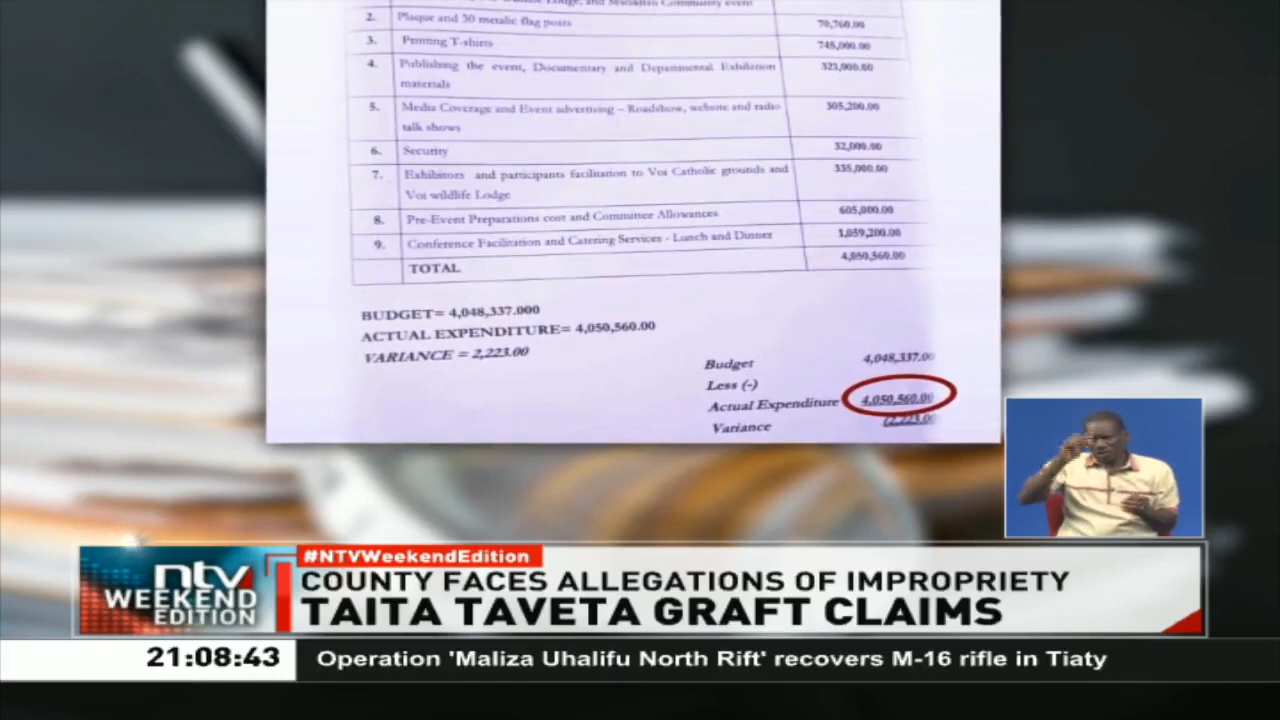 Lodge, and Community event
2. Plaque and 30 metalic flag posts 70,760.00
3. Printing T-shirts 745,000.00
4. Publishing the event, Documentary and Departmental Exhibition 323,000.00
materials
5. Media Coverage and Event advertising – Roadshow, website and radio 305,200.00
talk shows
6. Security 32,000.00
7. Exhibitors and participants facilitation to Voi Catholic grounds and 335,000.00
Voi wildlife Lodge
8. Pre-Event Preparations cost and Committee Allowances 605,000.00
9. Conference Facilitation and Catering Services - Lunch and Dinner 1,059,200.00
TOTAL 4,050,560.00
BUDGET= 4,048,337.000
ACTUAL EXPENDITURE= 4,050,560.00
VARIANCE = 2,223.00
Budget 4,048,337.00
Less (-)
Actual Expenditure 4,050,560.00
Variance (2,223.00
#NTVWeekendEdition
ntv
WEEKEND
EDITION
COUNTY FACES ALLEGATIONS OF IMPROPRIETY
TAITA TAVETA GRAFT CLAIMS
21:08:43 Operation 'Maliza Uhalifu North Rift' recovers M-16 rifle in Tiaty